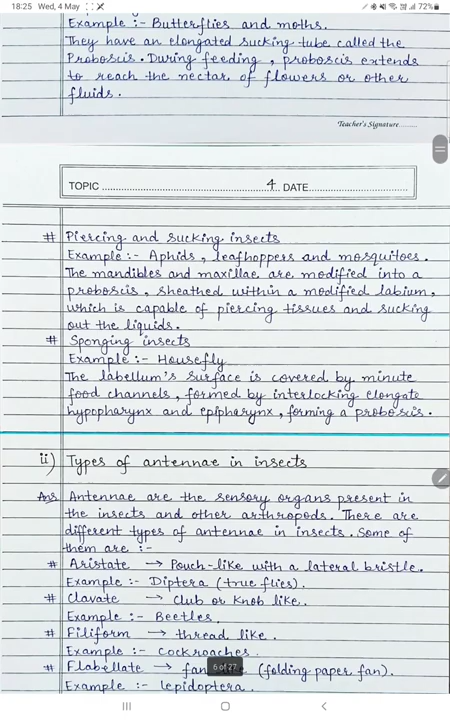 18:25 Wed, 4 May
72%
Example :- Butterflies and moths.
They have an elongated sucking tube called the
Proboscis. During feeding, proboscis extends
to reach the nectar of flowers or other
fluids.
Teacher's Signature..........
TOPIC .......... 4 DATE..........
# Piercing and sucking insects
Example :- Aphids, leafhoppers and mosquitoes.
The mandibles and maxillae are modified into a
proboscis, sheathed within a modified labium,
which is capable of piercing tissues and sucking
out the liquids.
# Sponging insects
Example :- Housefly
The labellum's surface is covered by minute
food channels, formed by interlocking elongate
hypopharynx and epipharynx, forming a proboscis.
ii) Types of antennae in insects
Ans Antennae are the sensory organs present in
the insects and other arthropods. There are
different types of antennae in insects. Some of
them are :-
# Aristate → Pouch-like with a lateral bristle.
Example :- Diptera (true flies).
# Clavate → Club or Knob like.
Example :- Beetles.
# Filiform → thread like.
Example :- Cockroaches.
# Flabellate → fan (folding paper fan).
6 of 27
Example :- Lepidoptera.